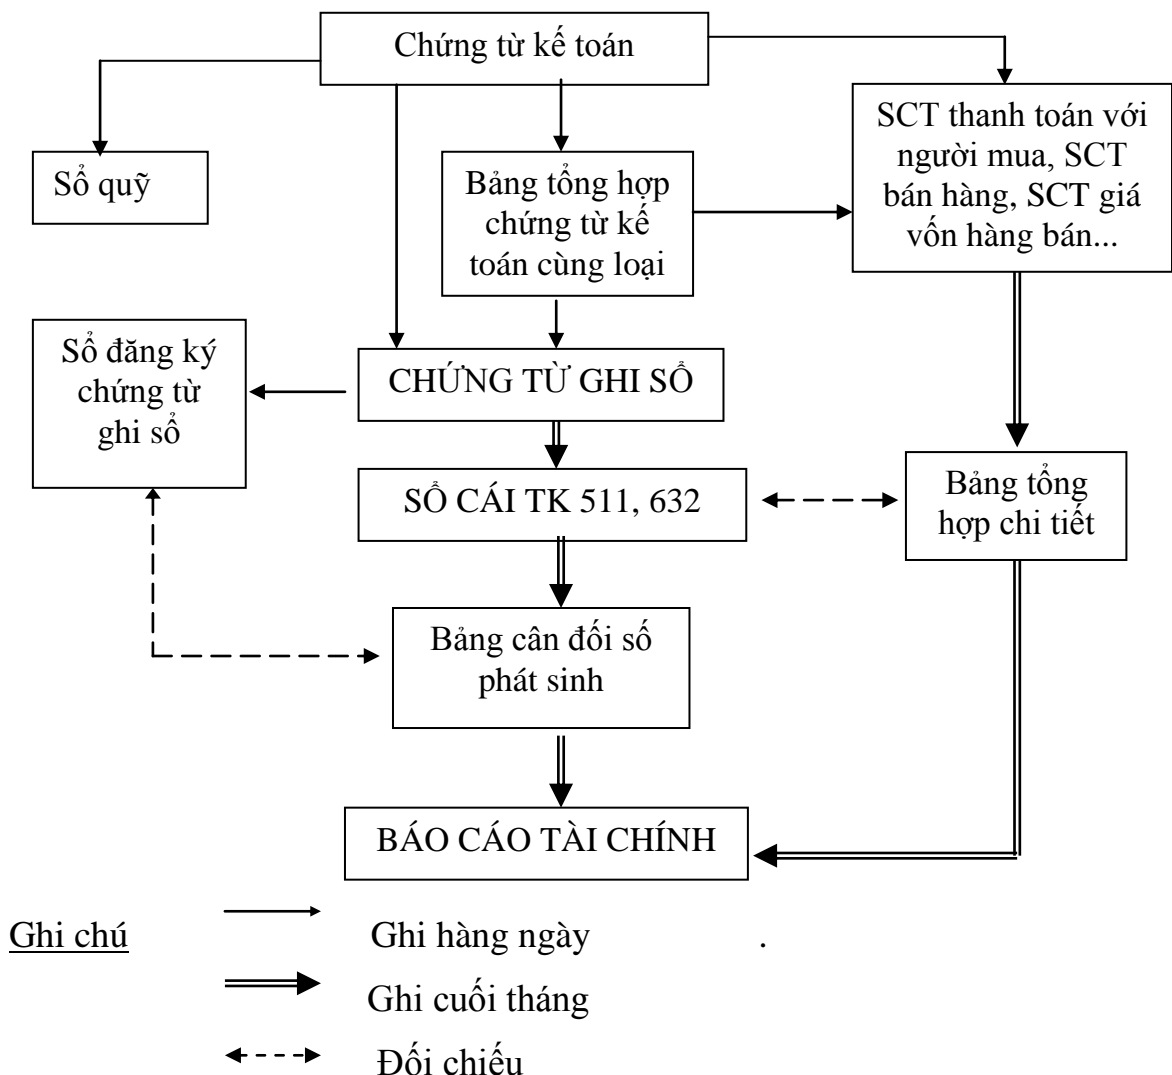 Chứng từ kế toán
SCT thanh toán với
người mua, SCT
bán hàng, SCT giá
vốn hàng bán...
Sổ quỹ
Bảng tổng hợp
chứng từ kế
toán cùng loại
Sổ đăng ký
chứng từ
ghi sổ
CHỨNG TỪ GHI SỔ
SỔ CÁI TK 511, 632
Bảng tổng
hợp chi tiết
Bảng cân đối số
phát sinh
BÁO CÁO TÀI CHÍNH
Ghi chú
Ghi hàng ngày .
Ghi cuối tháng
Đối chiếu